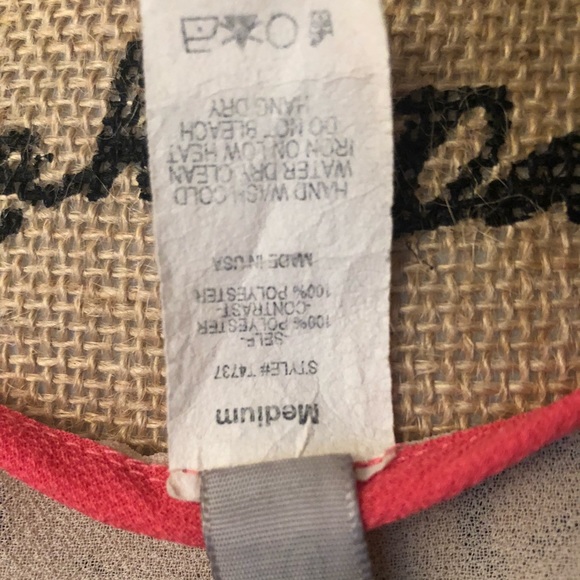 Medium
STYLE# T4737
SELF-
100% POLYESTER
-CONTRAST-
100% POLYESTER
MADE IN USA
HAND WASH COLD
WATER DRY CLEAN
IRON ON LOW HEAT
DO NOT BLEACH
HANG DRY